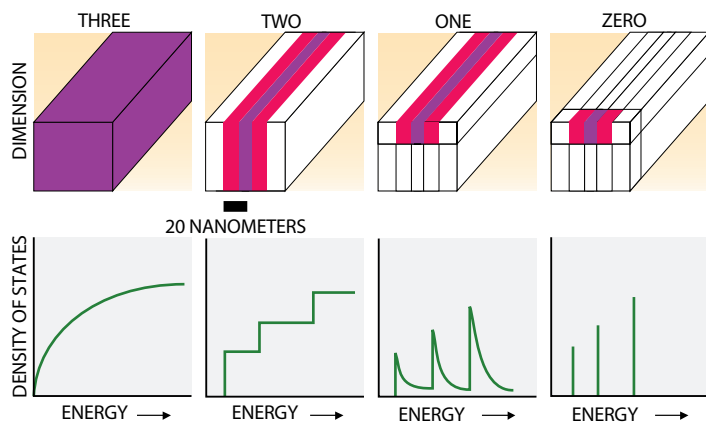 THREE
TWO
ONE
ZERO
DIMENSION
20 NANOMETERS
DENSITY OF STATES
ENERGY
ENERGY
ENERGY
ENERGY